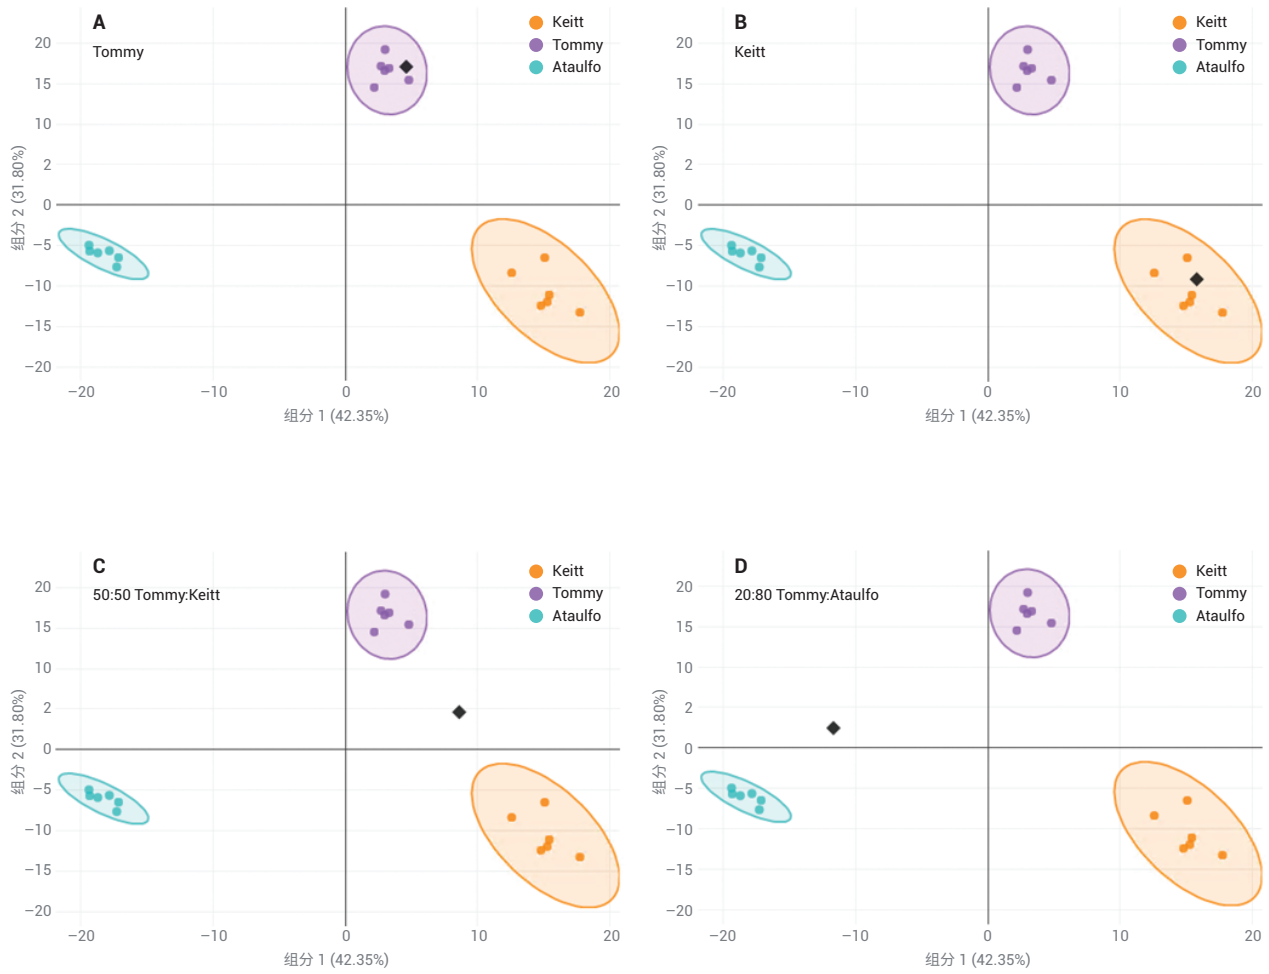 A
Tommy
Keitt
Tommy
Ataulfo
20
15
10
2
0
−5
−10
−15
−20
组分 2 (31.80%)
−20
−10
0
10
20
组分 1 (42.35%)
B
Keitt
Keitt
Tommy
Ataulfo
20
15
10
2
0
−5
−10
−15
−20
组分 2 (31.80%)
−20
−10
0
10
20
组分 1 (42.35%)
C
50:50 Tommy:Keitt
Keitt
Tommy
Ataulfo
20
15
10
2
0
−5
−10
−15
−20
组分 2 (31.80%)
−20
−10
0
10
20
组分 1 (42.35%)
D
20:80 Tommy:Ataulfo
Keitt
Tommy
Ataulfo
20
15
10
2
0
−5
−10
−15
−20
组分 2 (31.80%)
−20
−10
0
10
20
组分 1 (42.35%)